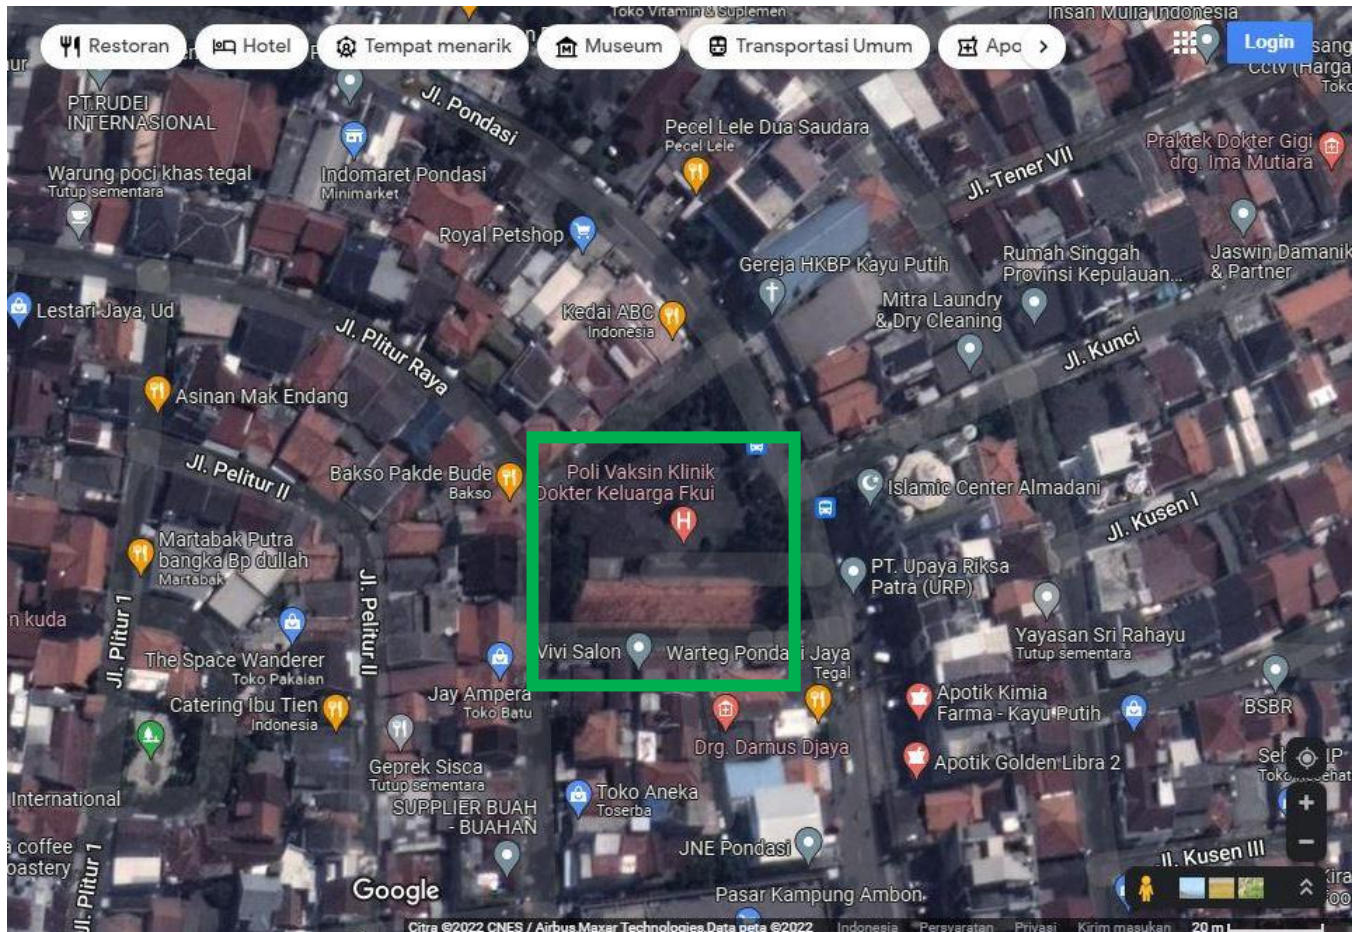 Toko Vitamin & Suplemen
Insan Mulia Indonesia
Restoran
Hotel
Tempat menarik
Museum
Transportasi Umum
Apo
Login
sang
Cctv (Harga
Toko
ur
PT.RUDEI
INTERNASIONAL
Jl. Pondasi
Pecel Lele Dua Saudara
Pecel Lele
Praktek Dokter Gigi
drg. Ima Mutiara
Warung poci khas tegal
Tutup sementara
Indomaret Pondasi
Minimarket
Jl. Tener VII
Royal Petshop
Gereja HKBP Kayu Putih
Rumah Singgah
Provinsi Kepulauan...
Jaswin Damanik
& Partner
Lestari Jaya, Ud
Kedai ABC
Indonesia
Mitra Laundry
& Dry Cleaning
Jl. Plitur Raya
Jl. Kunci
Asinan Mak Endang
Jl. Pelitur II
Bakso Pakde Bude
Bakso
Poli Vaksin Klinik
Dokter Keluarga Fkui
H
Islamic Center Almadani
Jl. Kusen I
Martabak Putra
bangka Bp dullah
Martabak
PT. Upaya Riksa
Patra (URP)
n kuda
Jl. Plitur 1
Jl. Pelitur II
Yayasan Sri Rahayu
Tutup sementara
The Space Wanderer
Toko Pakaian
Vivi Salon
Warteg Pondasi Jaya
Tegal
Jay Ampera
Toko Batu
Catering Ibu Tien
Indonesia
Apotik Kimia
Farma - Kayu Putih
BSBR
Drg. Darnus Djaya
Geprek Sisca
Tutup sementara
Apotik Golden Libra 2
International
SUPPLIER BUAH
- BUAHAN
Toko Aneka
Toserba
a coffee
oastery
JNE Pondasi
Jl. Kusen III
Jl. Plitur 1
Google
Pasar Kampung Ambon
Citra ©2022 CNES / Airbus,Maxar Technologies,Data peta ©2022
Indonesia
Persyaratan
Privasi
Kirim masukan
20 m